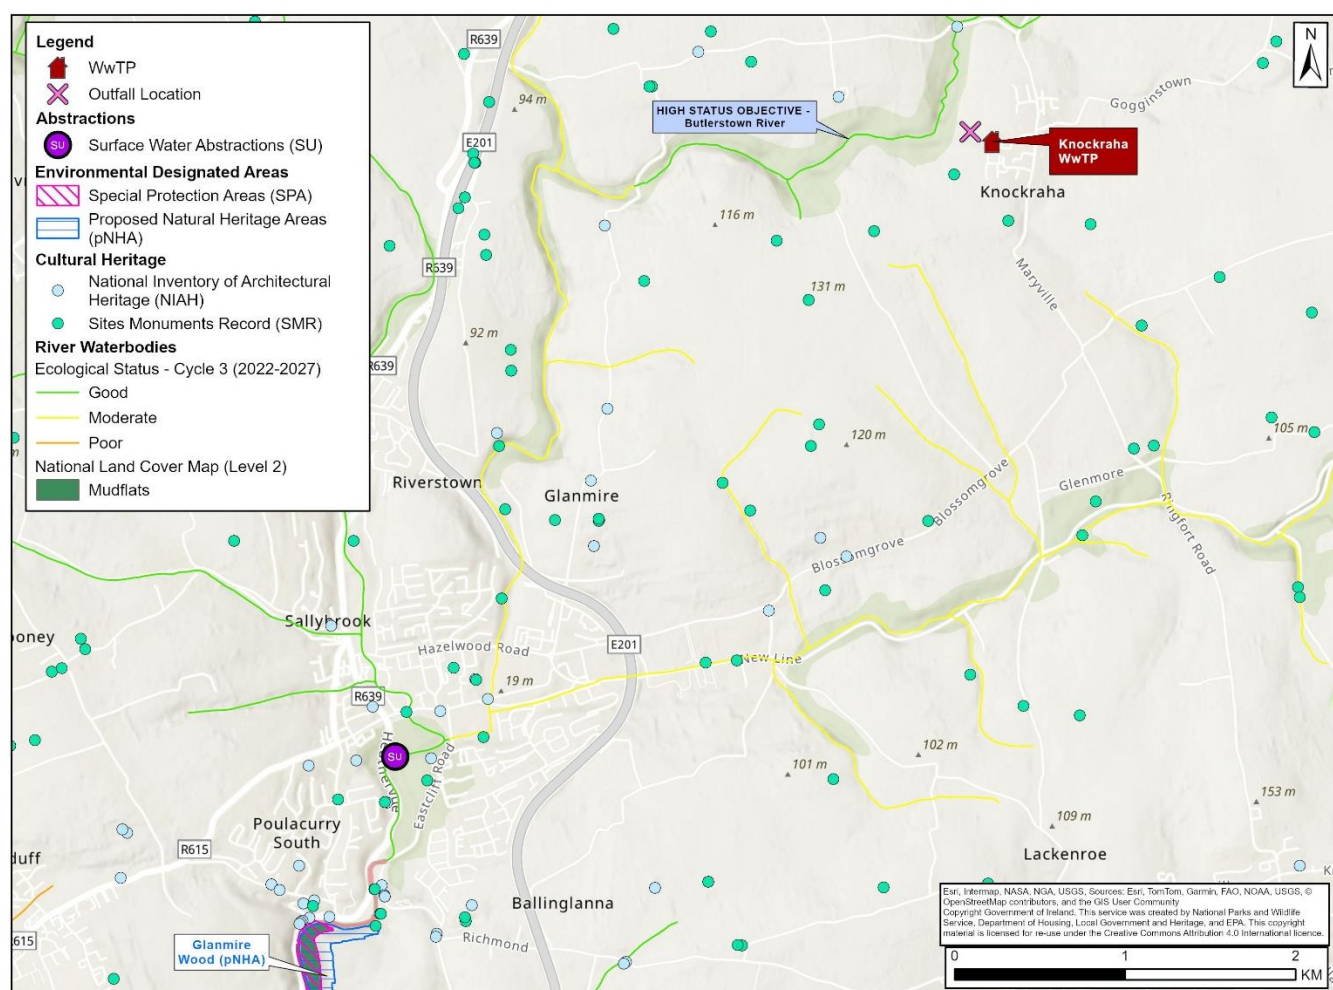 Legend
WwTP
Outfall Location
Abstractions
SU
Surface Water Abstractions (SU)
Environmental Designated Areas
Special Protection Areas (SPA)
Proposed Natural Heritage Areas
(pNHA)
Cultural Heritage
National Inventory of Architectural
Heritage (NIAH)
Sites Monuments Record (SMR)
River Waterbodies
Ecological Status - Cycle 3 (2022-2027)
Good
Moderate
Poor
National Land Cover Map (Level 2)
Mudflats
R639
94 m
E201
HIGH STATUS OBJECTIVE -
Butlerstown River
Gogginstown
N
Knockraha
WwTP
Knockraha
116 m
R639
Maryville
131 m
92 m
R639
120 m
105 m
Riverstown
Glanmire
Glenmore
Blossomgrove
Blossomgrove
Ringfort Road
Sallybrook
ooney
Hazelwood Road
E201
New Line
R639
19 m
SU
Eastcliff Road
102 m
101 m
153 m
Poulacurry
South
109 m
R615
Lackenroe
duff
Ballinglanna
Richmond
615
Glanmire
Wood (pNHA)
Esri, Intermap, NASA, NGA, USGS, Sources: Esri, TomTom, Garmin, FAO, NOAA, USGS, ©
OpenStreetMap contributors, and the GIS User Community
Copyright Government of Ireland. This service was created by National Parks and Wildlife
Service, Department of Housing, Local Government and Heritage, and EPA. This copyright
material is licensed for re-use under the Creative Commons Attribution 4.0 International licence.
0
1
2
KM